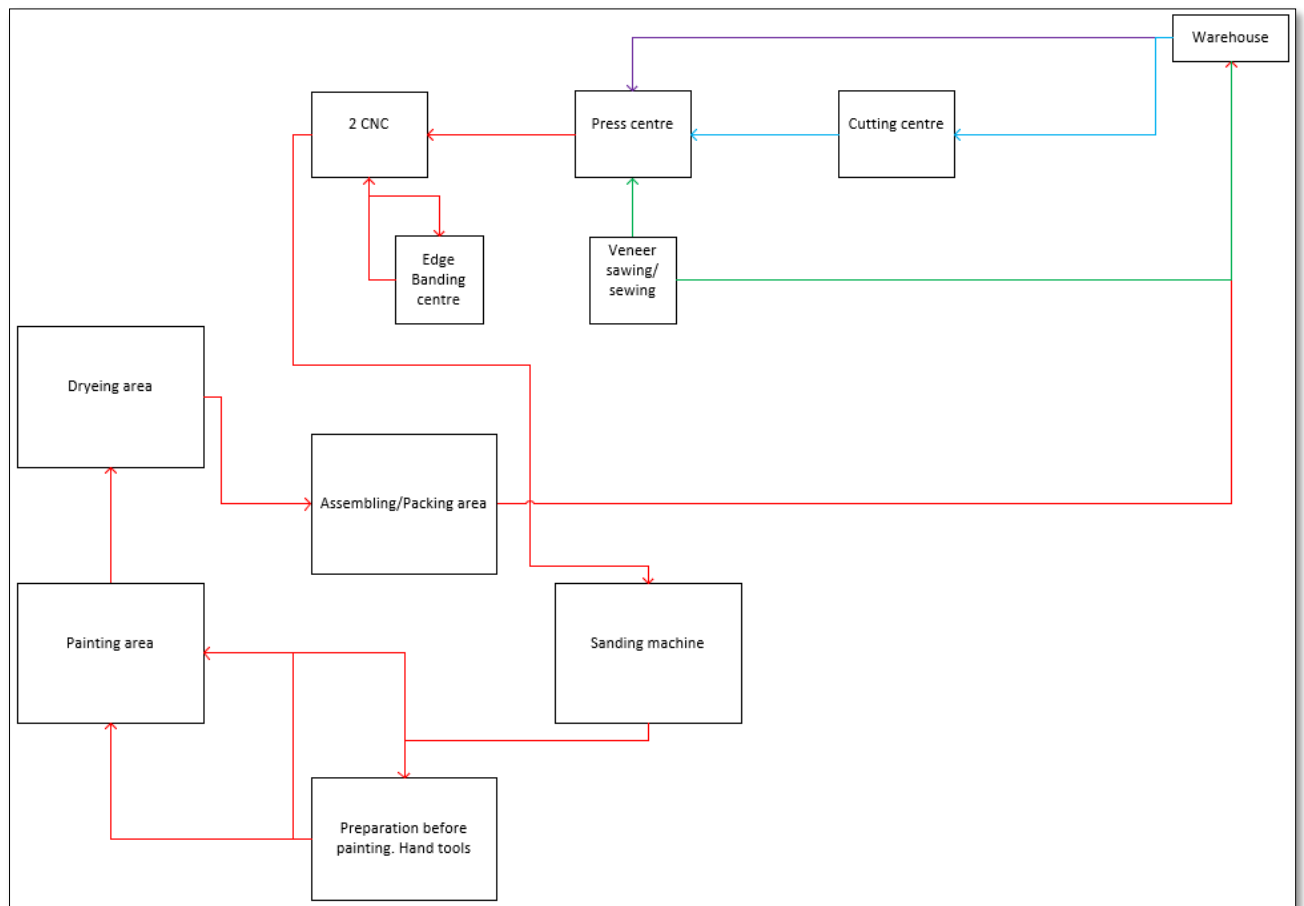 Warehouse
2 CNC
Press centre
Cutting centre
Edge
Banding
centre
Veneer
sawing/
sewing
Dryeing area
Assembling/Packing area
Painting area
Sanding machine
Preparation before
painting. Hand tools